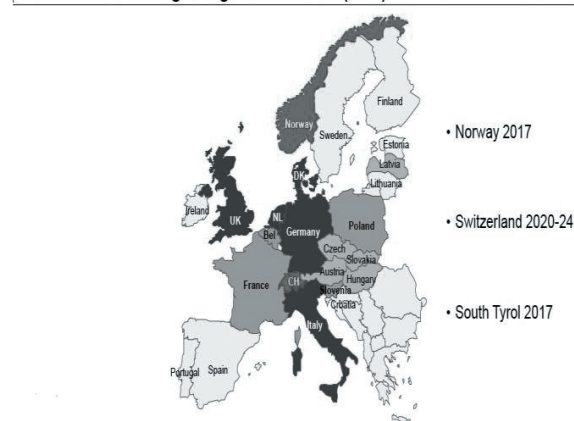 Norway
Finland
Sweden
Estonia
Latvia
Lithuania
DK
Ireland
UK
NL
Bel
Germany
Poland
Czech
Slovakia
Austria
Hungary
CH
Slovenia
Croatia
France
Italy
Portugal
Spain
• Norway 2017
• Switzerland 2020-24
• South Tyrol 2017